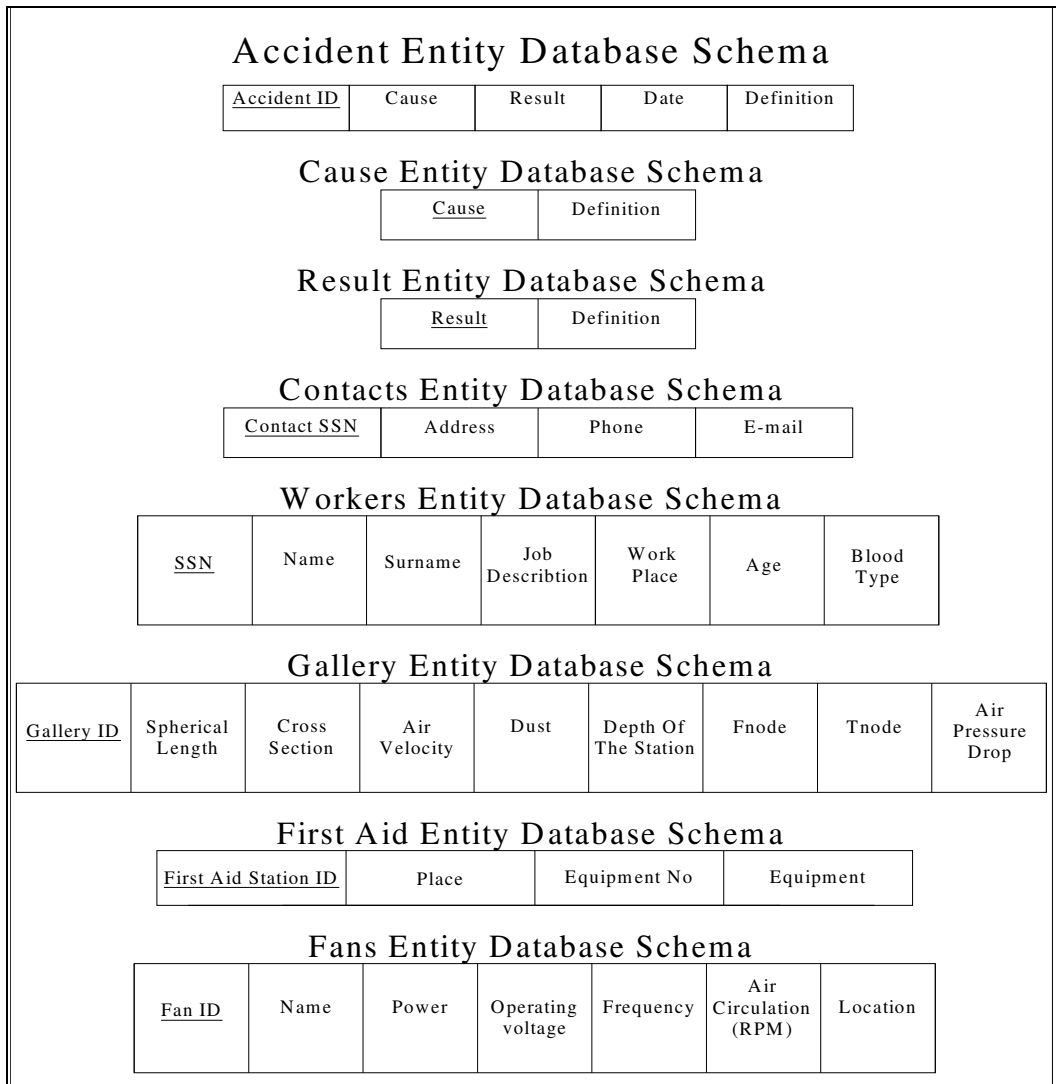 Accident Entity Database Schema
Accident ID Cause Result Date Definition
Cause Entity Database Schema
Cause Definition
Result Entity Database Schema
Result Definition
Contacts Entity Database Schema
Contact SSN Address Phone E-mail
Workers Entity Database Schema
SSN Name Surname Job Describtion Work Place Age Blood Type
Gallery Entity Database Schema
Gallery ID Spherical Length Cross Section Air Velocity Dust Depth Of The Station Fnode Tnode Air Pressure Drop
First Aid Entity Database Schema
First Aid Station ID Place Equipment No Equipment
Fans Entity Database Schema
Fan ID Name Power Operating voltage Frequency Air Circulation (RPM) Location